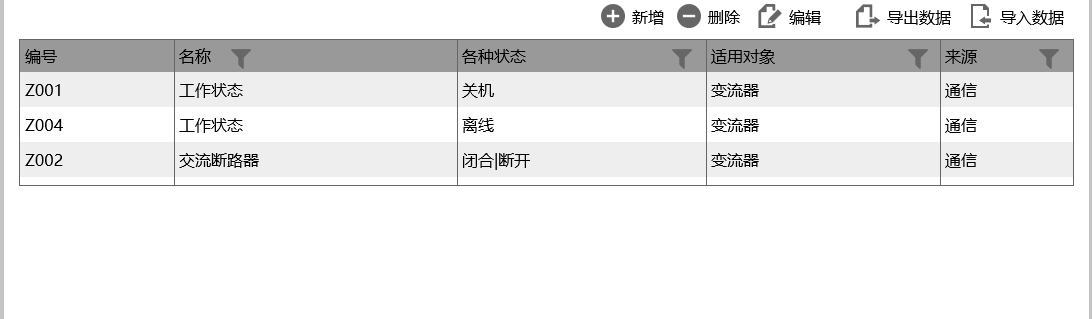 新增 删除 编辑 导出数据 导入数据
编号 名称 各种状态 适用对象 来源
Z001 工作状态 关机 变流器 通信
Z004 工作状态 离线 变流器 通信
Z002 交流断路器 闭合|断开 变流器 通信